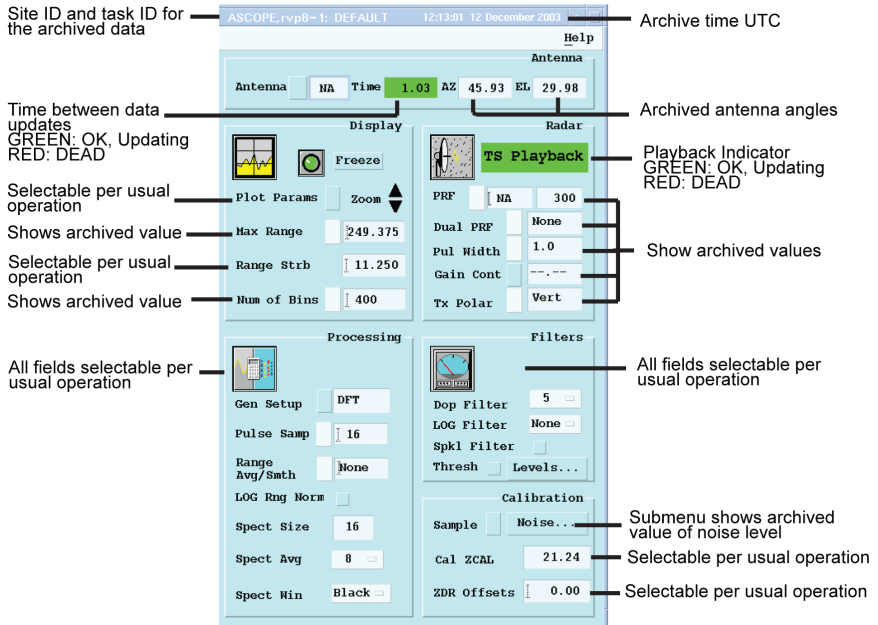 Site ID and task ID for
the archived data
ASCOPE,rvp8-1: DEFAULT 12:13:01 12 December 2003
Archive time UTC
Help
Antenna
Antenna NA Time 1.03 AZ 45.93 EL 29.98
Time between data
updates
GREEN: OK, Updating
RED: DEAD
Archived antenna angles
Display
Freeze
Selectable per usual
operation
Plot Params Zoom
Shows archived value
Max Range 249.375
Selectable per usual
operation
Range Strb 11.250
Shows archived value
Num of Bins 400
Radar
TS Playback
Playback Indicator
GREEN: OK, Updating
RED: DEAD
PRF NA 300
Dual PRF None
Pul Width 1.0
Gain Cont --.--
Tx Polar Vert
Show archived values
Processing
All fields selectable per
usual operation
Gen Setup DFT
Pulse Samp 16
Range
Avg/Smth None
LOG Rng Norm
Spect Size 16
Spect Avg 8
Spect Win Black
Filters
All fields selectable per
usual operation
Dop Filter 5
LOG Filter None
Spkl Filter
Thresh Levels...
Calibration
Sample Noise...
Submenu shows archived
value of noise level
Cal ZCAL 21.24
Selectable per usual operation
ZDR Offsets 0.00
Selectable per usual operation